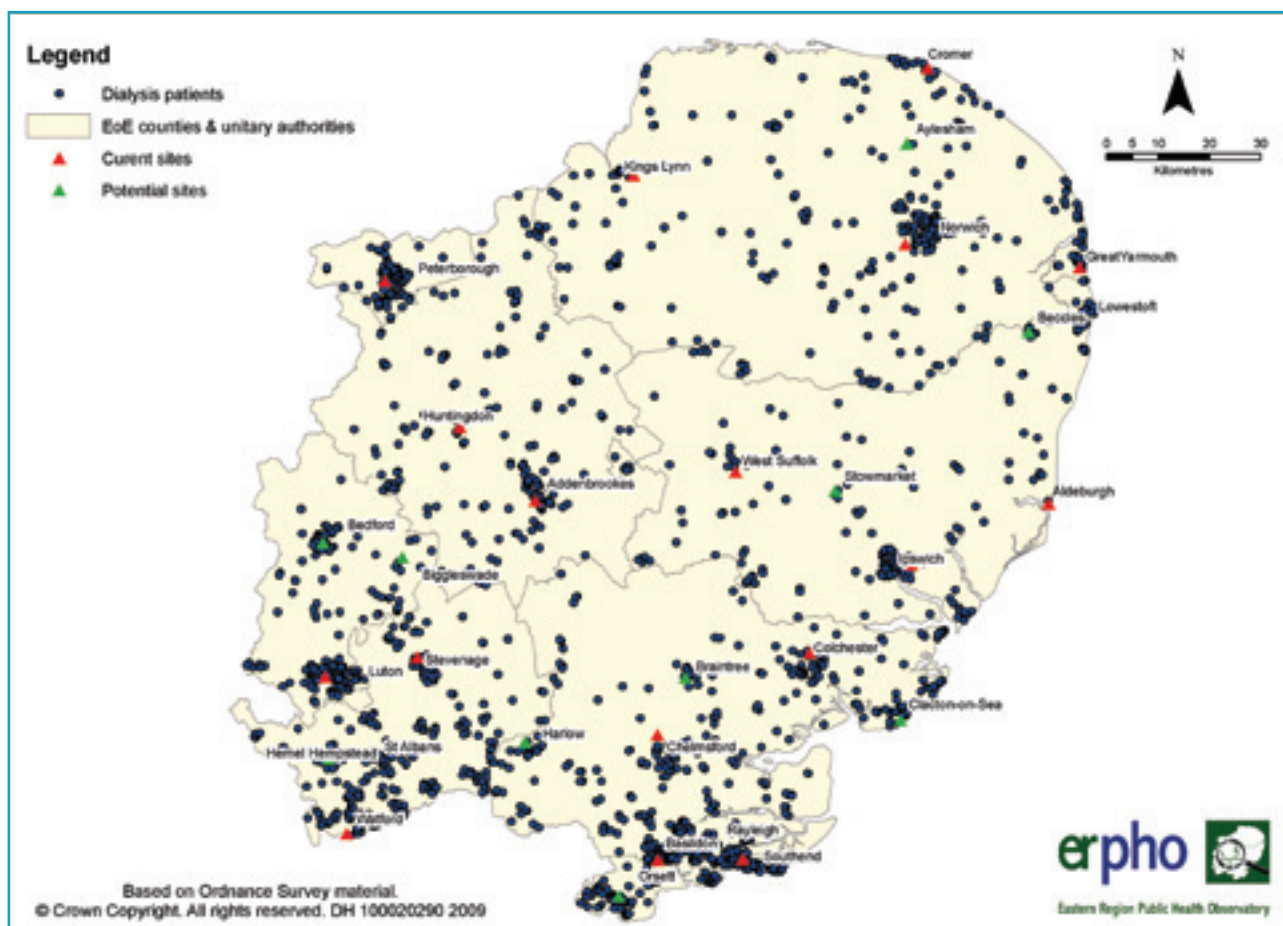 Legend
Dialysis patients
EoE counties & unitary authorities
Curent sites
Potential sites
N
0 5 10 20 30
Kilometres
Cromer
Aylesham
Kings Lynn
Norwich
Great Yarmouth
Peterborough
Lowestoft
Beccles
Huntingdon
West Suffolk
Stowmarket
Addenbrookes
Aldeburgh
Bedford
Ipswich
Biggleswade
Colchester
Stevenage
Luton
Braintree
Clacton-on-Sea
Harlow
Chelmsford
St Albans
Hemel Hempstead
Watford
Rayleigh
Basildon
Southend
Orsett
Based on Ordnance Survey material.
© Crown Copyright. All rights reserved. DH 100020290 2009
erpho
Eastern Region Public Health Observatory